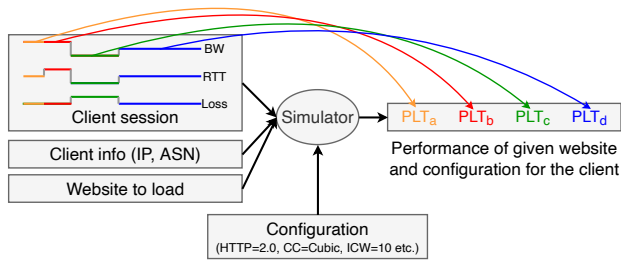 BW
RTT
Loss
Client session
Client info (IP, ASN)
Website to load
Simulator
PLTa PLTb PLTc PLTd
Performance of given website
and configuration for the client
Configuration
(HTTP=2.0, CC=Cubic, ICW=10 etc.)